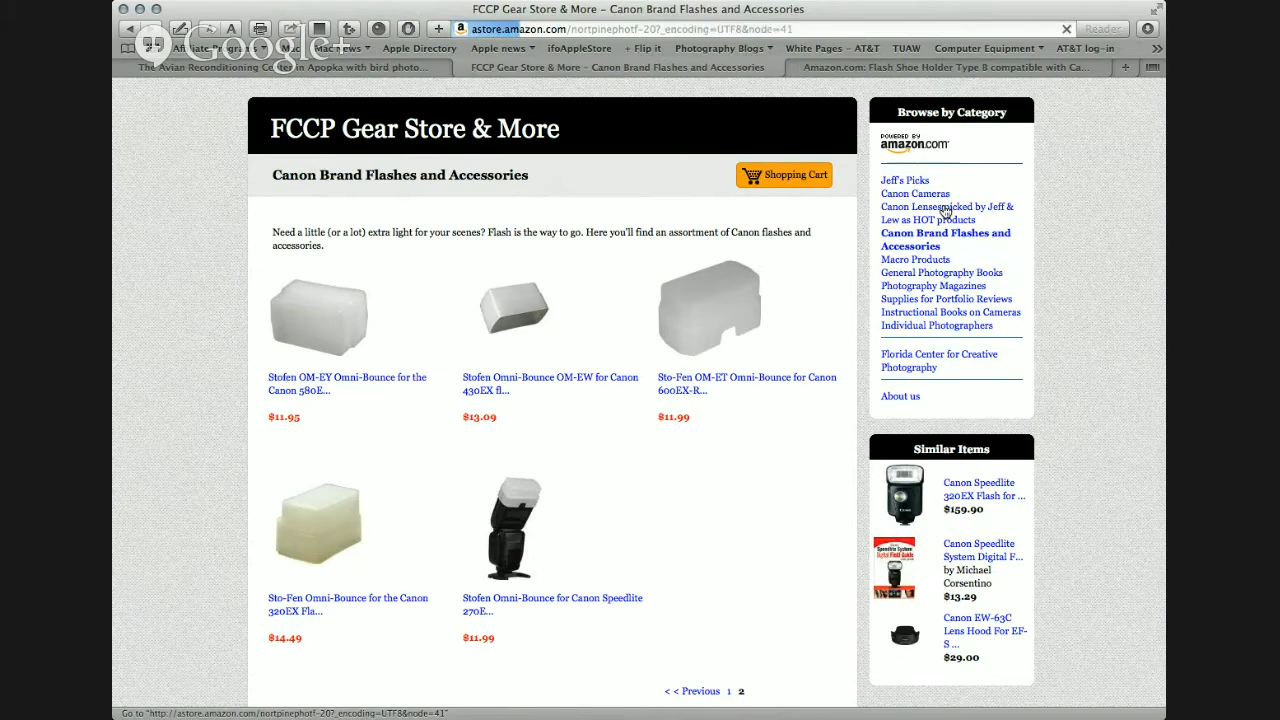 FCCP Gear Store & More – Canon Brand Flashes and Accessories
astore.amazon.com/nortpinephotf-20?_encoding=UTF8&node=41
Reader
Google+
Affiliate Programs Mac Mac news Apple Directory Apple news ifoAppleStore + Flip it Photography Blogs White Pages – AT&T TUAW Computer Equipment AT&T log-in
The Avian Reconditioning Center in Apopka with bird photo...
FCCP Gear Store & More – Canon Brand Flashes and Accessories
Amazon.com: Flash Shoe Holder Type B compatible with Ca...
FCCP Gear Store & More
Canon Brand Flashes and Accessories
Shopping Cart
Need a little (or a lot) extra light for your scenes? Flash is the way to go. Here you'll find an assortment of Canon flashes and
accessories.
Stofen OM-EY Omni-Bounce for the
Canon 580E...
$11.95
Stofen Omni-Bounce OM-EW for Canon
430EX fl...
$13.09
Sto-Fen OM-ET Omni-Bounce for Canon
600EX-R...
$11.99
Sto-Fen Omni-Bounce for the Canon
320EX Fla...
$14.49
Stofen Omni-Bounce for Canon Speedlite
270E...
$11.99
< < Previous 1 2
Browse by Category
POWERED BY
amazon.com
Jeff's Picks
Canon Cameras
Canon Lenses picked by Jeff &
Lew as HOT products
Canon Brand Flashes and
Accessories
Macro Products
General Photography Books
Photography Magazines
Supplies for Portfolio Reviews
Instructional Books on Cameras
Individual Photographers
Florida Center for Creative
Photography
About us
Similar Items
Canon Speedlite
320EX Flash for ...
$159.90
Speedlite System
Digital Field Guide
Canon Speedlite
System Digital F...
by Michael
Corsentino
$13.29
Canon EW-63C
Lens Hood For EF-
S ...
$29.00
Go to "http://astore.amazon.com/nortpinephotf-20?_encoding=UTF8&node=41"